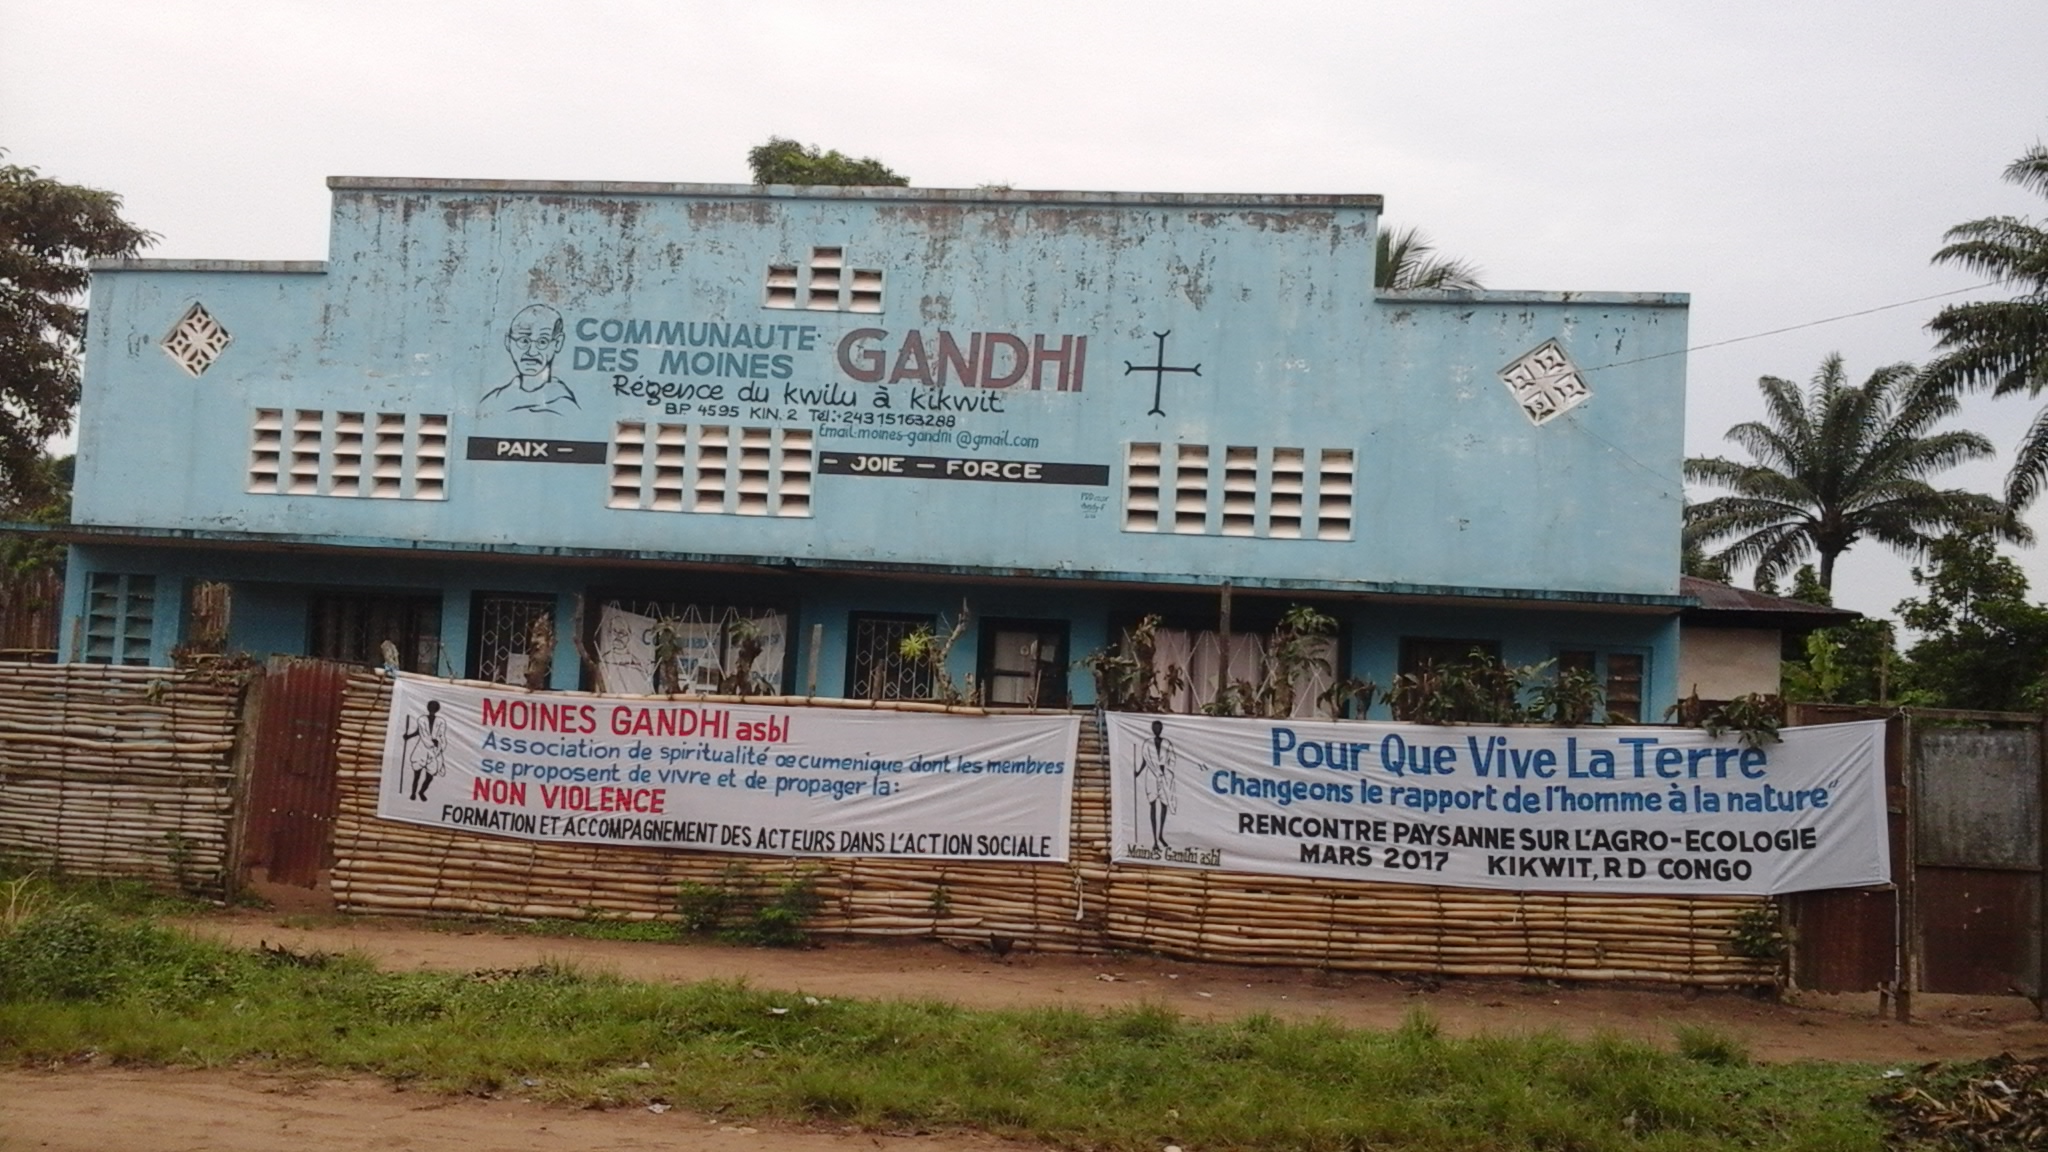 COMMUNAUTE
DES MOINES
GANDHI
Régence du kwilu à kikwit
B.P 4595 KIN. 2 Tél:+24315163288
Email-moines-gandhi@gmail.com
PAIX -
- JOIE - FORCE
MOINES GANDHI asbl
Association de spiritualité œcumenique dont les membres
se proposent de vivre et de propager la:
NON VIOLENCE
FORMATION ET ACCOMPAGNEMENT DES ACTEURS DANS L'ACTION SOCIALE
Pour Que Vive La Terre
"Changeons le rapport de l'homme à la nature"
RENCONTRE PAYSANNE SUR L'AGRO-ECOLOGIE
MARS 2017 KIKWIT, R D CONGO
Moines Gandhi asbl